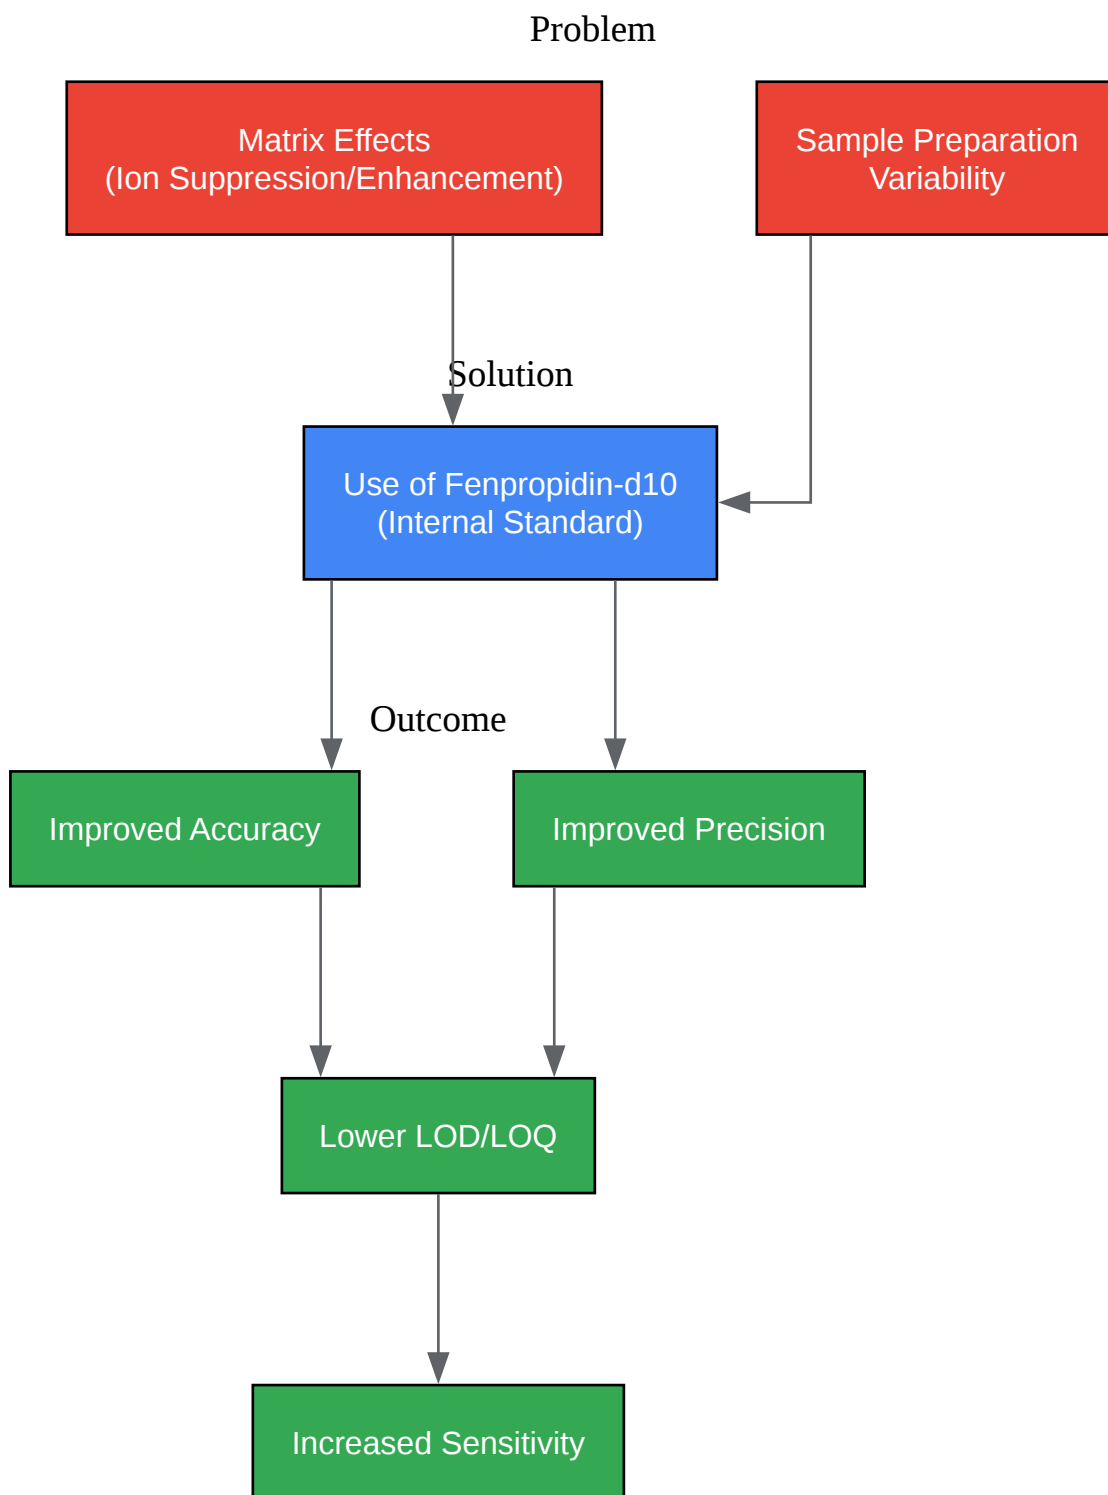 Problem
Matrix Effects
(Ion Suppression/Enhancement)
Sample Preparation
Variability
Solution
Use of Fenpropidin-d10
(Internal Standard)
Outcome
Improved Accuracy
Improved Precision
Lower LOD/LOQ
Increased Sensitivity